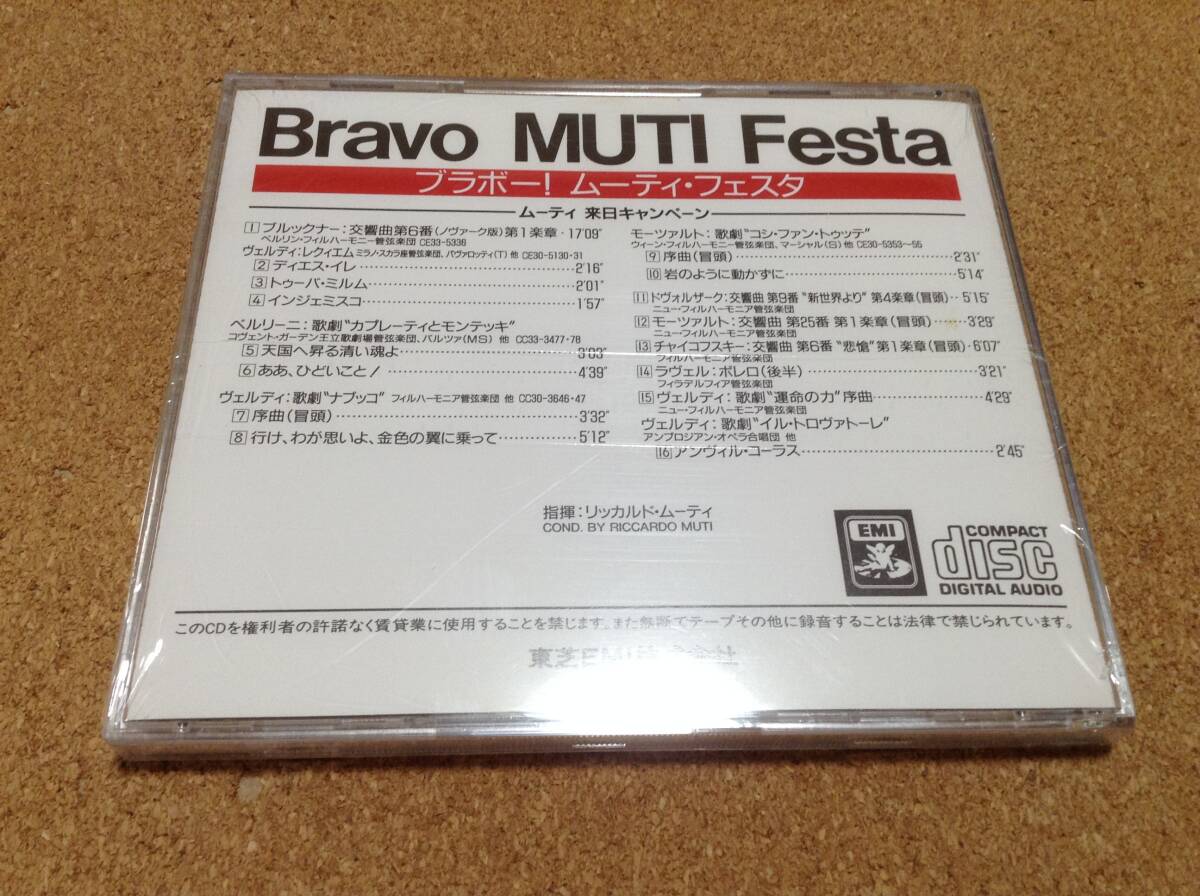 Bravo MUTI Festa
ブラボー! ムーティ・フェスタ
ムーティ 来日キャンペーン
1 ブルックナー:交響曲第6番(ノヴァーク版)第1楽章・17'09"
ベルリン・フィルハーモニー管弦楽団 CE33-5336
ヴェルディ:レクイエム ミラノ・スカラ座管弦楽団、パヴァロッティ(T) 他 CE30-5130・31
2 ディエス・イレ……2'16"
3 トゥーバ・ミルム……2'01"
4 インジェミスコ……1'57"
ベルリーニ:歌劇“カプレーティとモンテッキ”
コヴェント・ガーデン王立歌劇場管弦楽団、バルツァ(MS) 他 CC33-3477・78
5 天国へ昇る清い魂よ……3'03"
6 ああ、ひどいこと!……4'39"
ヴェルディ:歌劇“ナブッコ” フィルハーモニア管弦楽団 他 CC30-3646・47
7 序曲(冒頭)……3'32"
8 行け、わが思いよ、金色の翼に乗って……5'12"
モーツァルト:歌劇“コシ・ファン・トゥッテ”
ウィーン・フィルハーモニー管弦楽団、マーシャル(S) 他 CE30-5353〜55
9 序曲(冒頭)……2'31"
10 岩のように動かずに……5'14"
11 ドヴォルザーク:交響曲 第9番“新世界より”第4楽章(冒頭)‥5'15"
ニュー・フィルハーモニア管弦楽団
12 モーツァルト:交響曲 第25番 第1楽章(冒頭)……3'29"
ニュー・フィルハーモニア管弦楽団
13 チャイコフスキー:交響曲 第6番“悲愴”第1楽章(冒頭)・6'07"
フィルハーモニア管弦楽団
14 ラヴェル:ボレロ(後半)……3'21"
フィラデルフィア管弦楽団
15 ヴェルディ:歌劇“運命の力”序曲……4'29"
ニュー・フィルハーモニア管弦楽団
ヴェルディ:歌劇“イル・トロヴァトーレ”
アンブロジアン・オペラ合唱団 他
16 アンヴィル・コーラス……2'45"
指揮:リッカルド・ムーティ
COND. BY RICCARDO MUTI
EMI
COMPACT
disc
DIGITAL AUDIO
このCDを権利者の許諾なく賃貸業に使用することを禁じます。また無断でテープその他に録音することは法律で禁じられています。
東芝EMI株式会社